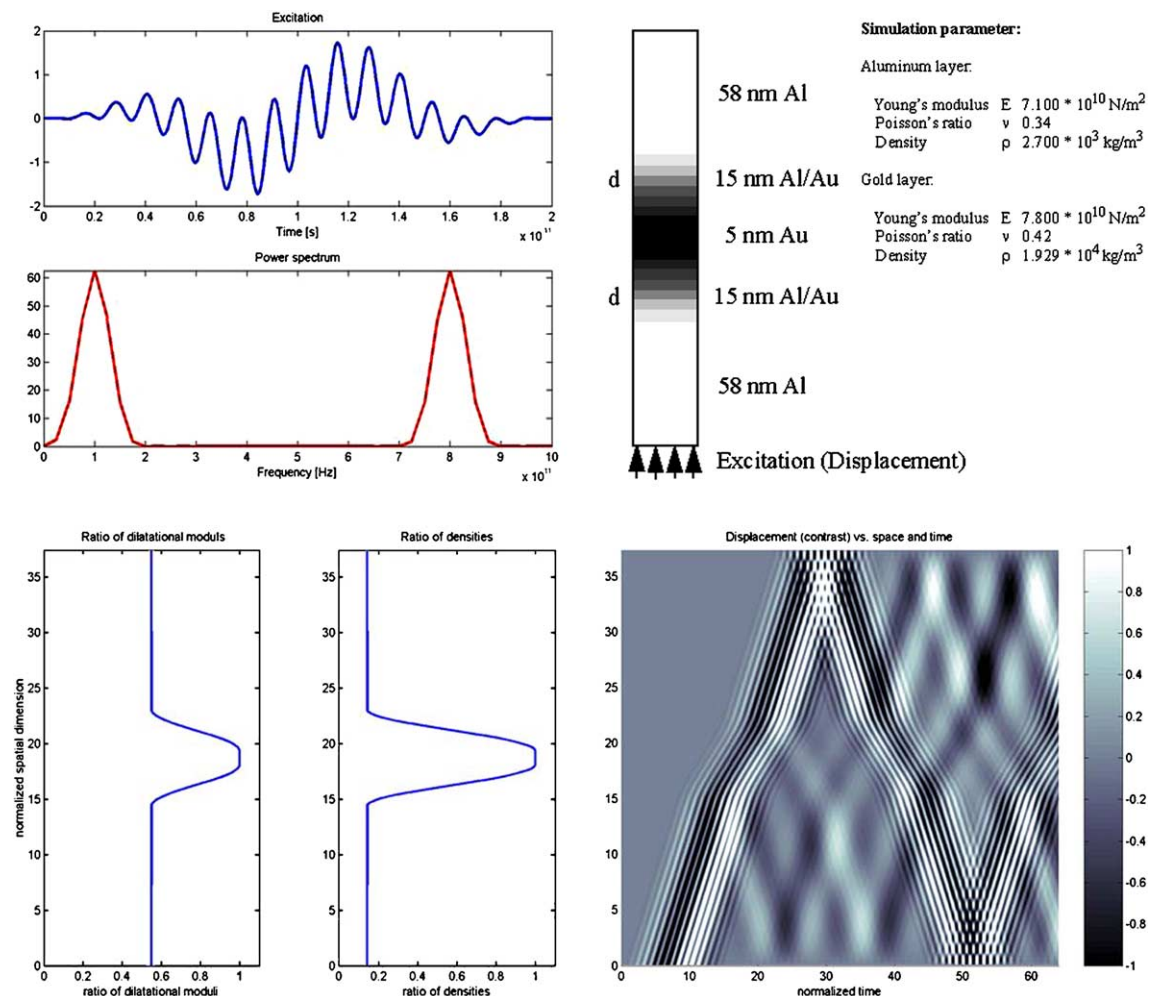 Excitation
2
1
0
-1
-2
0 0.2 0.4 0.6 0.8 1 1.2 1.4 1.6 1.8 2
Time [s]
x 10¹¹
Power spectrum
60
50
40
30
20
10
0
0 1 2 3 4 5 6 7 8 9 10
Frequency [Hz]
x 10¹¹
58 nm Al
d 15 nm Al/Au
5 nm Au
d 15 nm Al/Au
58 nm Al
Excitation (Displacement)
Simulation parameter:
Aluminum layer:
Young's modulus E 7.100 * 10¹⁰ N/m²
Poisson's ratio ν 0.34
Density ρ 2.700 * 10³ kg/m³
Gold layer:
Young's modulus E 7.800 * 10¹⁰ N/m²
Poisson's ratio ν 0.42
Density ρ 1.929 * 10⁴ kg/m³
Ratio of dilatational moduls
normalized spatial dimension
35
30
25
20
15
10
5
0
0 0.2 0.4 0.6 0.8 1
ratio of dilatational moduli
Ratio of densities
35
30
25
20
15
10
5
0
0 0.2 0.4 0.6 0.8 1
ratio of densities
Displacement (contrast) vs. space and time
35
30
25
20
15
10
5
0
0 10 20 30 40 50 60
normalized time
1
0.8
0.6
0.4
0.2
0
-0.2
-0.4
-0.6
-0.8
-1